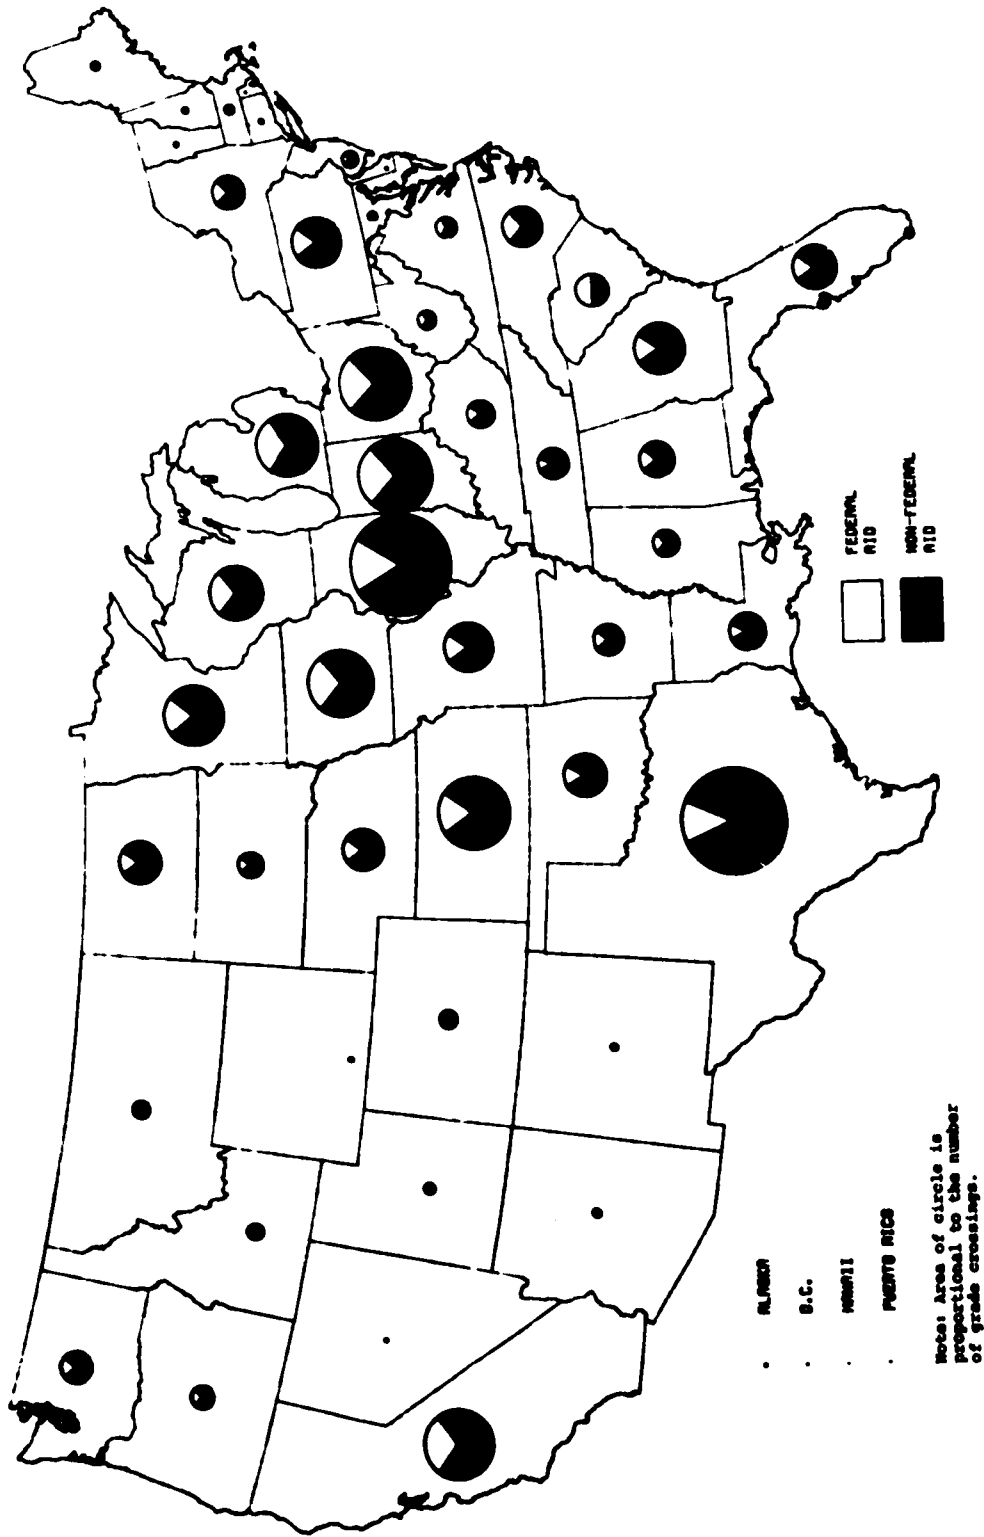 FEDERAL
AID
NON-FEDERAL
AID
ALASKA
D.C.
HAWAII
PUERTO RICO
Note: Area of circle is
proportional to the number
of grade crossings.